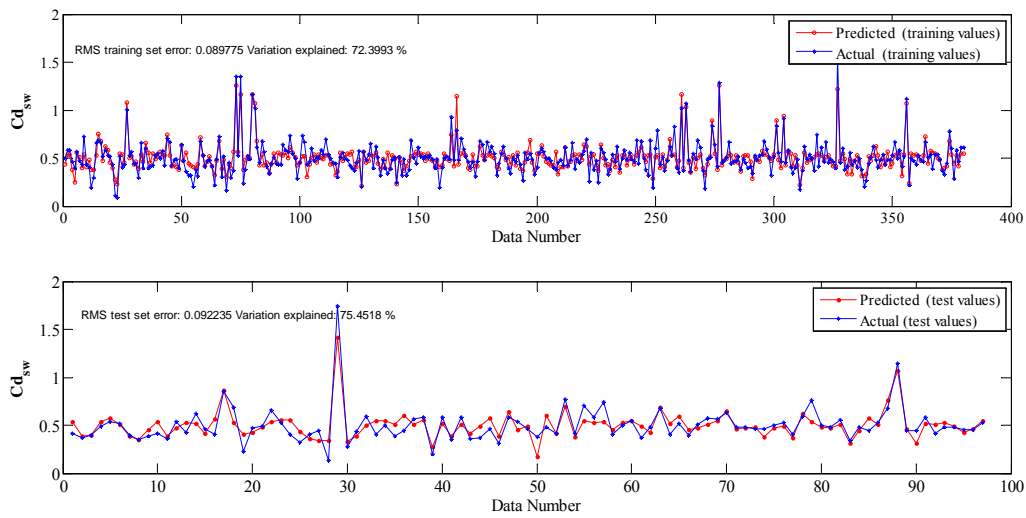 2
1.5
1
0.5
0
Cd_sw
RMS training set error: 0.089775 Variation explained: 72.3993 %
Predicted (training values)
Actual (training values)
0 50 100 150 200 250 300 350 400
Data Number
2
1.5
1
0.5
0
Cd_sw
RMS test set error: 0.092235 Variation explained: 75.4518 %
Predicted (test values)
Actual (test values)
0 10 20 30 40 50 60 70 80 90 100
Data Number